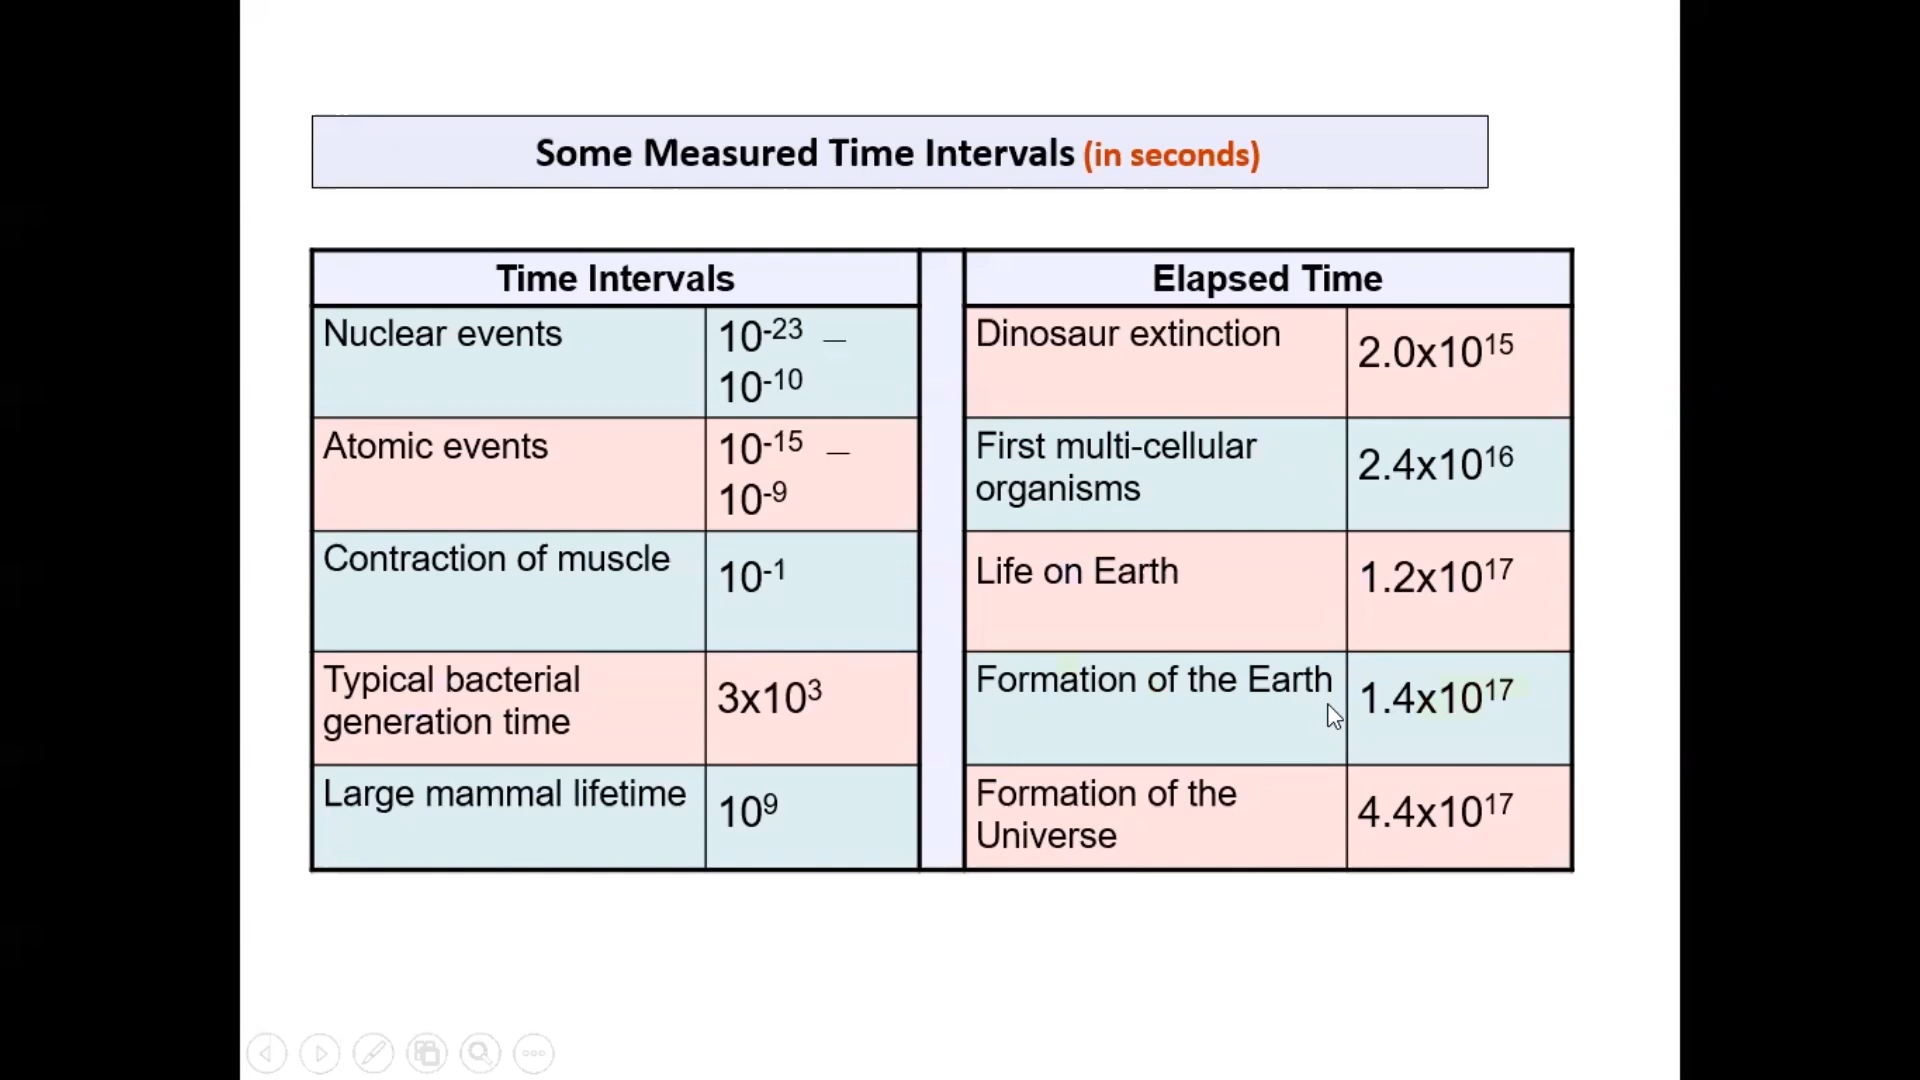 Some Measured Time Intervals (in seconds)
Time Intervals
Nuclear events
10⁻²³ –
10⁻¹⁰
Atomic events
10⁻¹⁵ –
10⁻⁹
Contraction of muscle
10⁻¹
Typical bacterial
generation time
3x10³
Large mammal lifetime
10⁹
Elapsed Time
Dinosaur extinction
2.0x10¹⁵
First multi-cellular
organisms
2.4x10¹⁶
Life on Earth
1.2x10¹⁷
Formation of the Earth
1.4x10¹⁷
Formation of the
Universe
4.4x10¹⁷